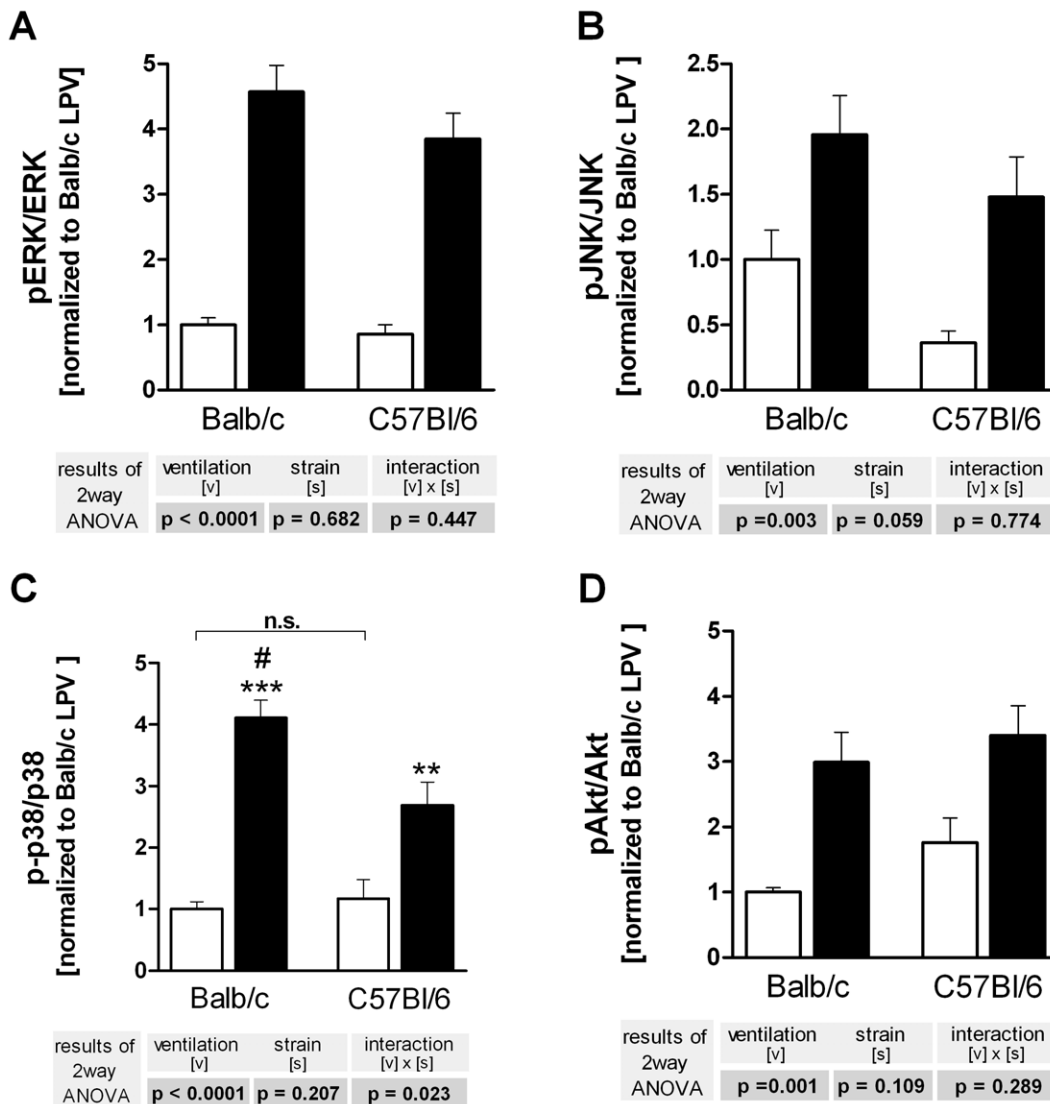 A
pERK/ERK
[normalized to Balb/c LPV]
5
4
3
2
1
0
Balb/c
C57Bl/6
results of 2way ANOVA
ventilation [v]
strain [s]
interaction [v] x [s]
p < 0.0001
p = 0.682
p = 0.447
B
pJNK/JNK
[normalized to Balb/c LPV ]
2.5
2.0
1.5
1.0
0.5
0.0
Balb/c
C57Bl/6
results of 2way ANOVA
ventilation [v]
strain [s]
interaction [v] x [s]
p =0.003
p = 0.059
p = 0.774
C
p-p38/p38
[normalized to Balb/c LPV ]
n.s.
#
***
**
5
4
3
2
1
0
Balb/c
C57Bl/6
results of 2way ANOVA
ventilation [v]
strain [s]
interaction [v] x [s]
p < 0.0001
p = 0.207
p = 0.023
D
pAkt/Akt
[normalized to Balb/c LPV ]
5
4
3
2
1
0
Balb/c
C57Bl/6
results of 2way ANOVA
ventilation [v]
strain [s]
interaction [v] x [s]
p =0.001
p = 0.109
p = 0.289